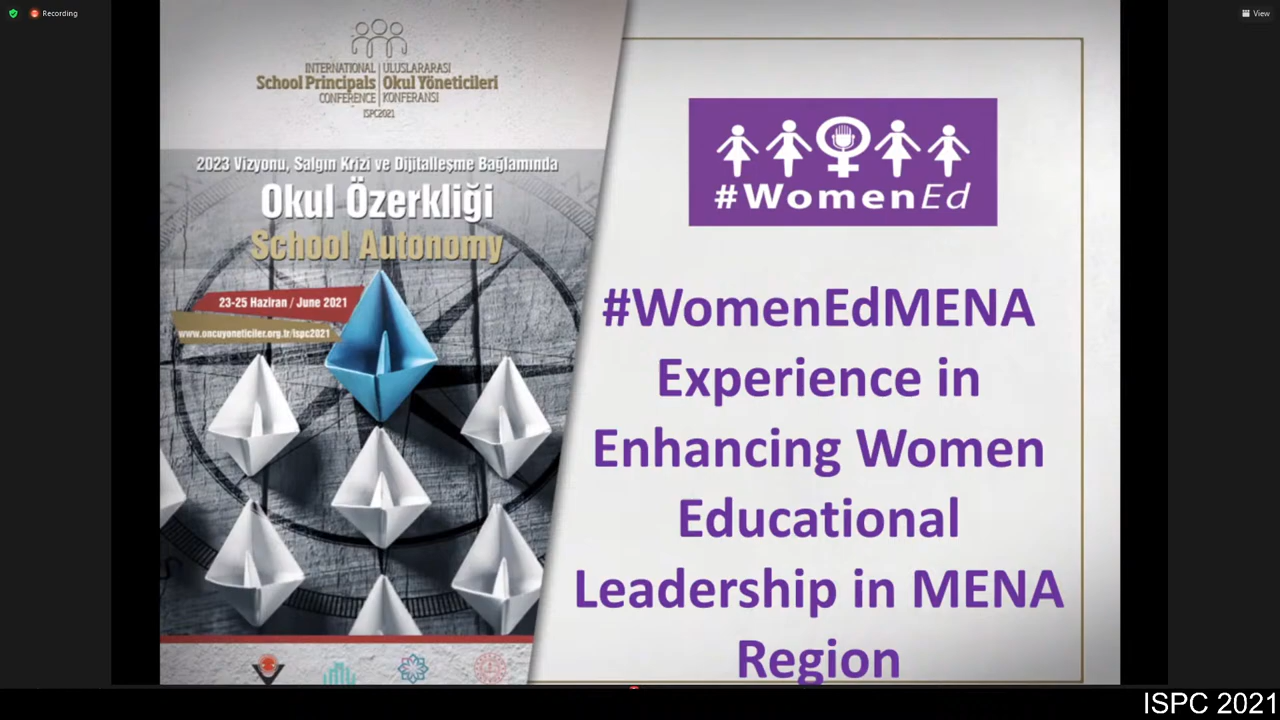 Recording
View
INTERNATIONAL
School Principals
CONFERENCE
ULUSLARARASI
Okul Yöneticileri
KONFERANSI
ISPC2021
2023 Vizyonu, Salgın Krizi ve Dijitalleşme Bağlamında
Okul Özerkliği
School Autonomy
23-25 Haziran / June 2021
www.oncuyoneticiler.org.tr/ispc2021
#WomenEd
#WomenEdMENA
Experience in
Enhancing Women
Educational
Leadership in MENA
Region
ISPC 2021